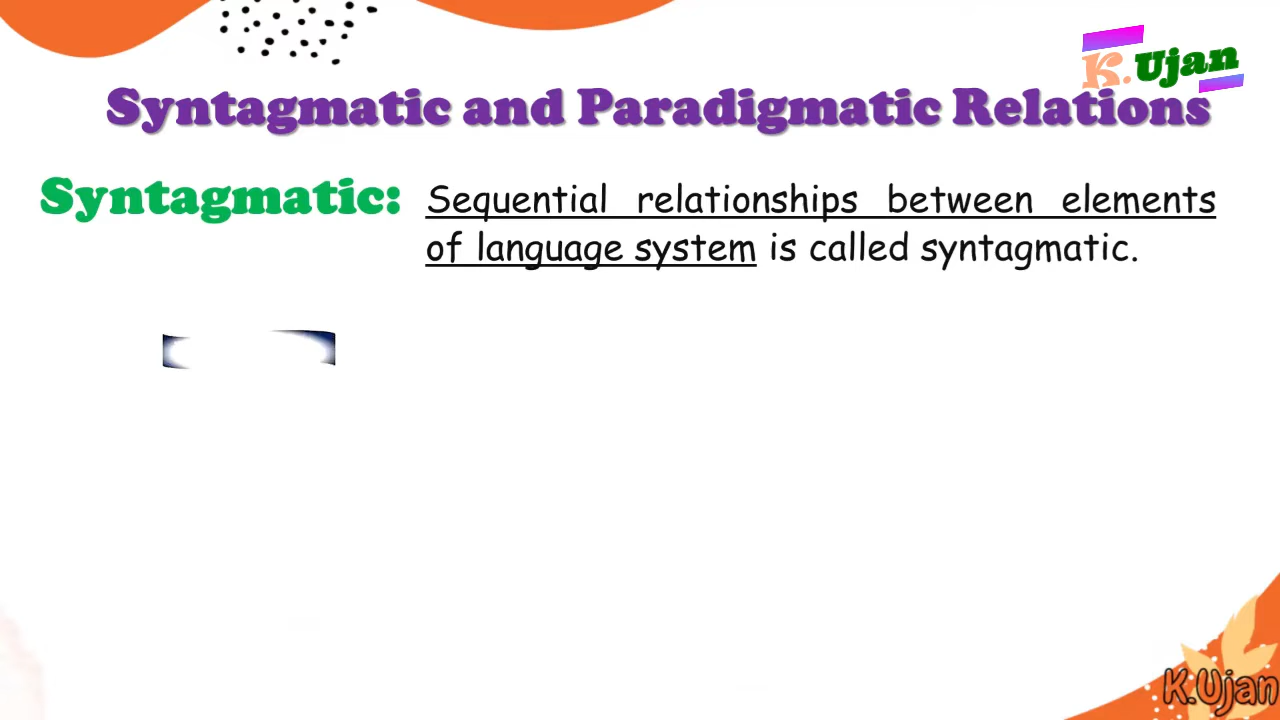 K.Ujan
Syntagmatic and Paradigmatic Relations
Syntagmatic: Sequential relationships between elements
of language system is called syntagmatic.
K.Ujan